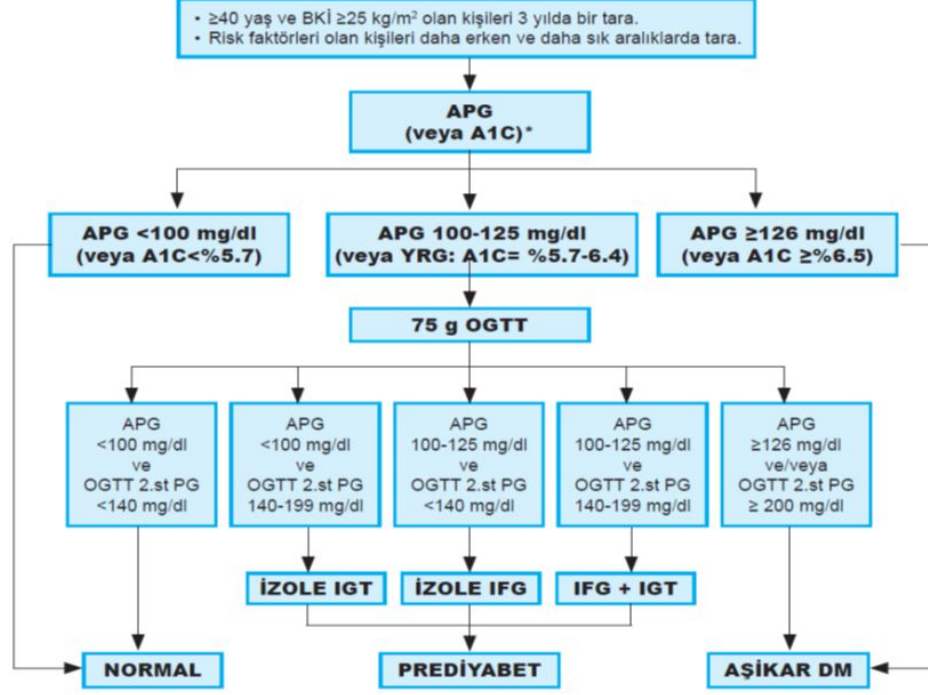 • ≥40 yaş ve BKİ ≥25 kg/m² olan kişileri 3 yılda bir tara.
• Risk faktörleri olan kişileri daha erken ve daha sık aralıklarda tara.
APG
(veya A1C)*
APG <100 mg/dl
(veya A1C<%5.7)
APG 100-125 mg/dl
(veya YRG: A1C= %5.7-6.4)
APG ≥126 mg/dl
(veya A1C ≥%6.5)
75 g OGTT
APG
<100 mg/dl
ve
OGTT 2.st PG
<140 mg/dl
APG
<100 mg/dl
ve
OGTT 2.st PG
140-199 mg/dl
APG
100-125 mg/dl
ve
OGTT 2.st PG
<140 mg/dl
APG
100-125 mg/dl
ve
OGTT 2.st PG
140-199 mg/dl
APG
≥126 mg/dl
ve/veya
OGTT 2.st PG
≥ 200 mg/dl
İZOLE IGT
İZOLE IFG
IFG + IGT
NORMAL
PREDİYABET
AŞİKAR DM